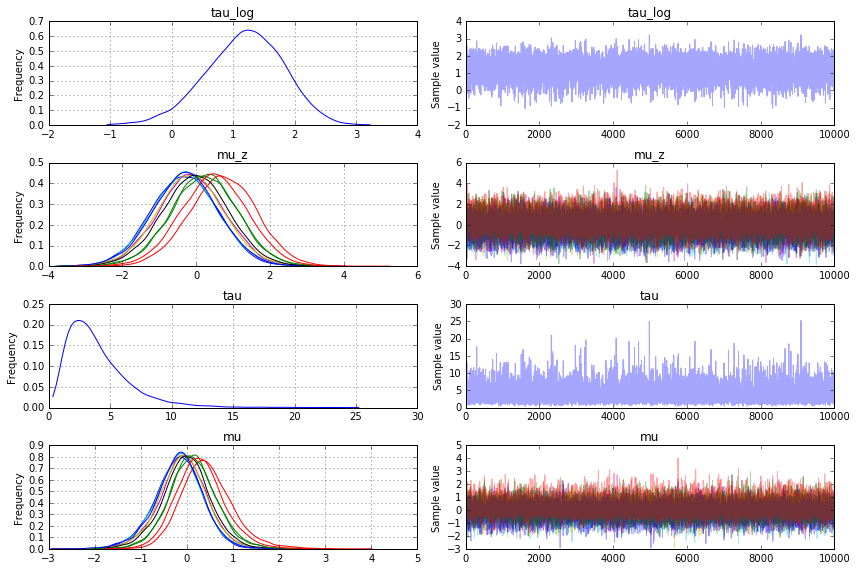 tau_log
Frequency
0.7
0.6
0.5
0.4
0.3
0.2
0.1
0.0
−2 −1 0 1 2 3 4
tau_log
Sample value
4
3
2
1
0
−1
−2
0 2000 4000 6000 8000 10000
mu_z
Frequency
0.5
0.4
0.3
0.2
0.1
0.0
−4 −2 0 2 4 6
mu_z
Sample value
6
4
2
0
−2
−4
0 2000 4000 6000 8000 10000
tau
Frequency
0.25
0.20
0.15
0.10
0.05
0.00
0 5 10 15 20 25 30
tau
Sample value
30
25
20
15
10
5
0
0 2000 4000 6000 8000 10000
mu
Frequency
0.9
0.8
0.7
0.6
0.5
0.4
0.3
0.2
0.1
0.0
−3 −2 −1 0 1 2 3 4 5
mu
Sample value
5
4
3
2
1
0
−1
−2
−3
0 2000 4000 6000 8000 10000